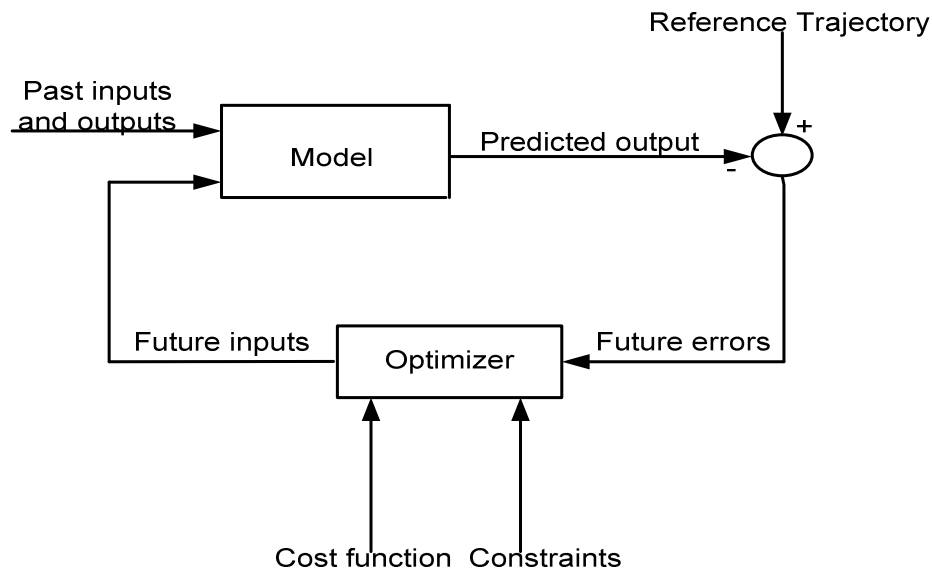 Reference Trajectory
Past inputs
and outputs
+
Model
Predicted output
-
Future inputs
Optimizer
Future errors
Cost function
Constraints